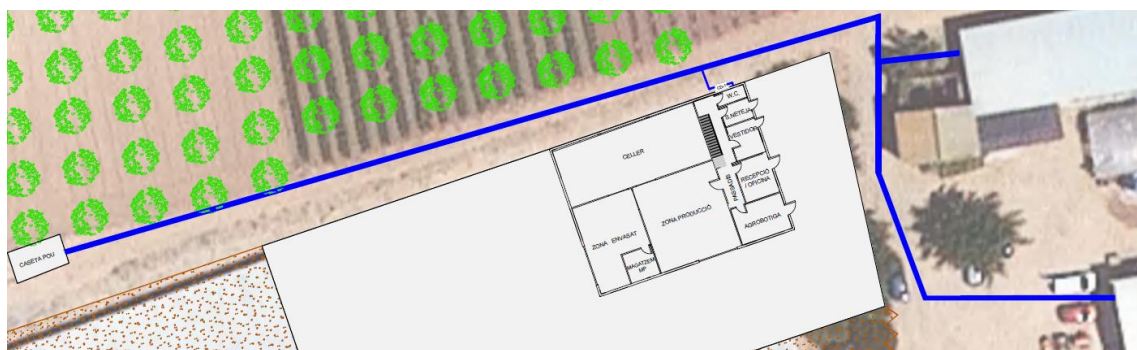 W.C.
S.NETEJA
VESTIDOR
CELLER
PASSADÍS
RECEPCIÓ
/ OFICINA
ZONA PRODUCCIÓ
AGROBOTIGA
ZONA ENVASAT
MAGATZEM
MP
CASETA POU